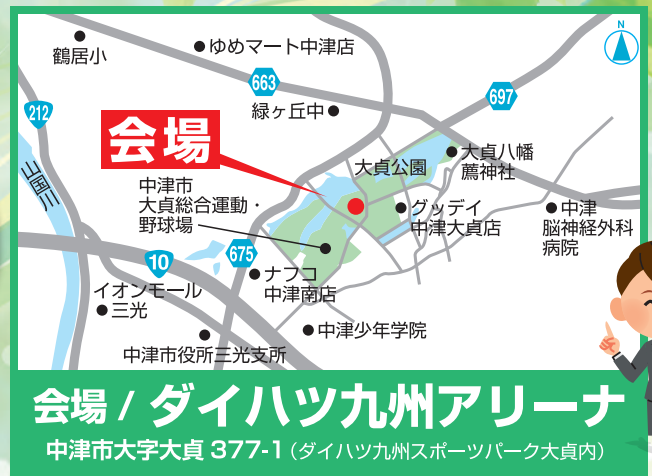 N
鶴居小
ゆめマート中津店
663
697
212
緑ヶ丘中
会場
大貞公園
大貞八幡
薦神社
山国川
中津市
大貞総合運動・
野球場
グッデイ
中津大貞店
中津
脳神経外科
病院
10
675
ナフコ
中津南店
イオンモール
三光
中津少年学院
中津市役所三光支所
会場 / ダイハツ九州アリーナ
中津市大字大貞 377-1（ダイハツ九州スポーツパーク大貞内）